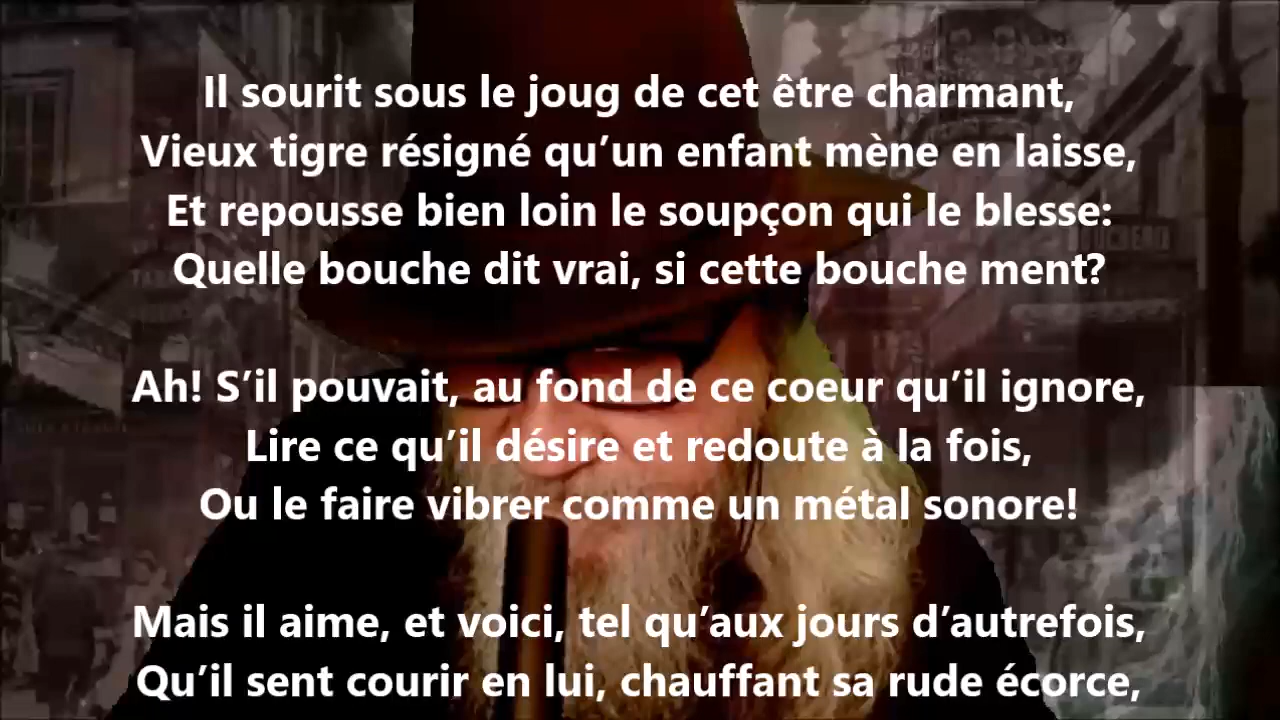 Il sourit sous le joug de cet être charmant,
Vieux tigre résigné qu’un enfant mène en laisse,
Et repousse bien loin le soupçon qui le blesse:
Quelle bouche dit vrai, si cette bouche ment?
Ah! S’il pouvait, au fond de ce coeur qu’il ignore,
Lire ce qu’il désire et redoute à la fois,
Ou le faire vibrer comme un métal sonore!
Mais il aime, et voici, tel qu’aux jours d’autrefois,
Qu’il sent courir en lui, chauffant sa rude écorce,